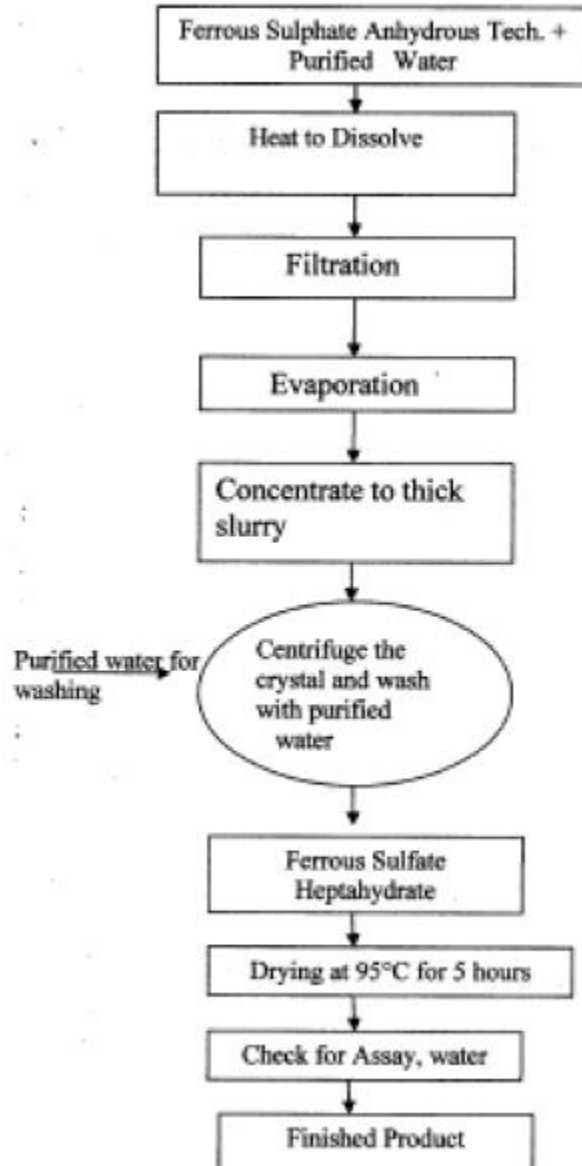 Ferrous Sulphate Anhydrous Tech. +
Purified Water
Heat to Dissolve
Filtration
Evaporation
Concentrate to thick
slurry
Purified water for
washing
Centrifuge the
crystal and wash
with purified
water
Ferrous Sulfate
Heptahydrate
Drying at 95°C for 5 hours
Check for Assay, water
Finished Product